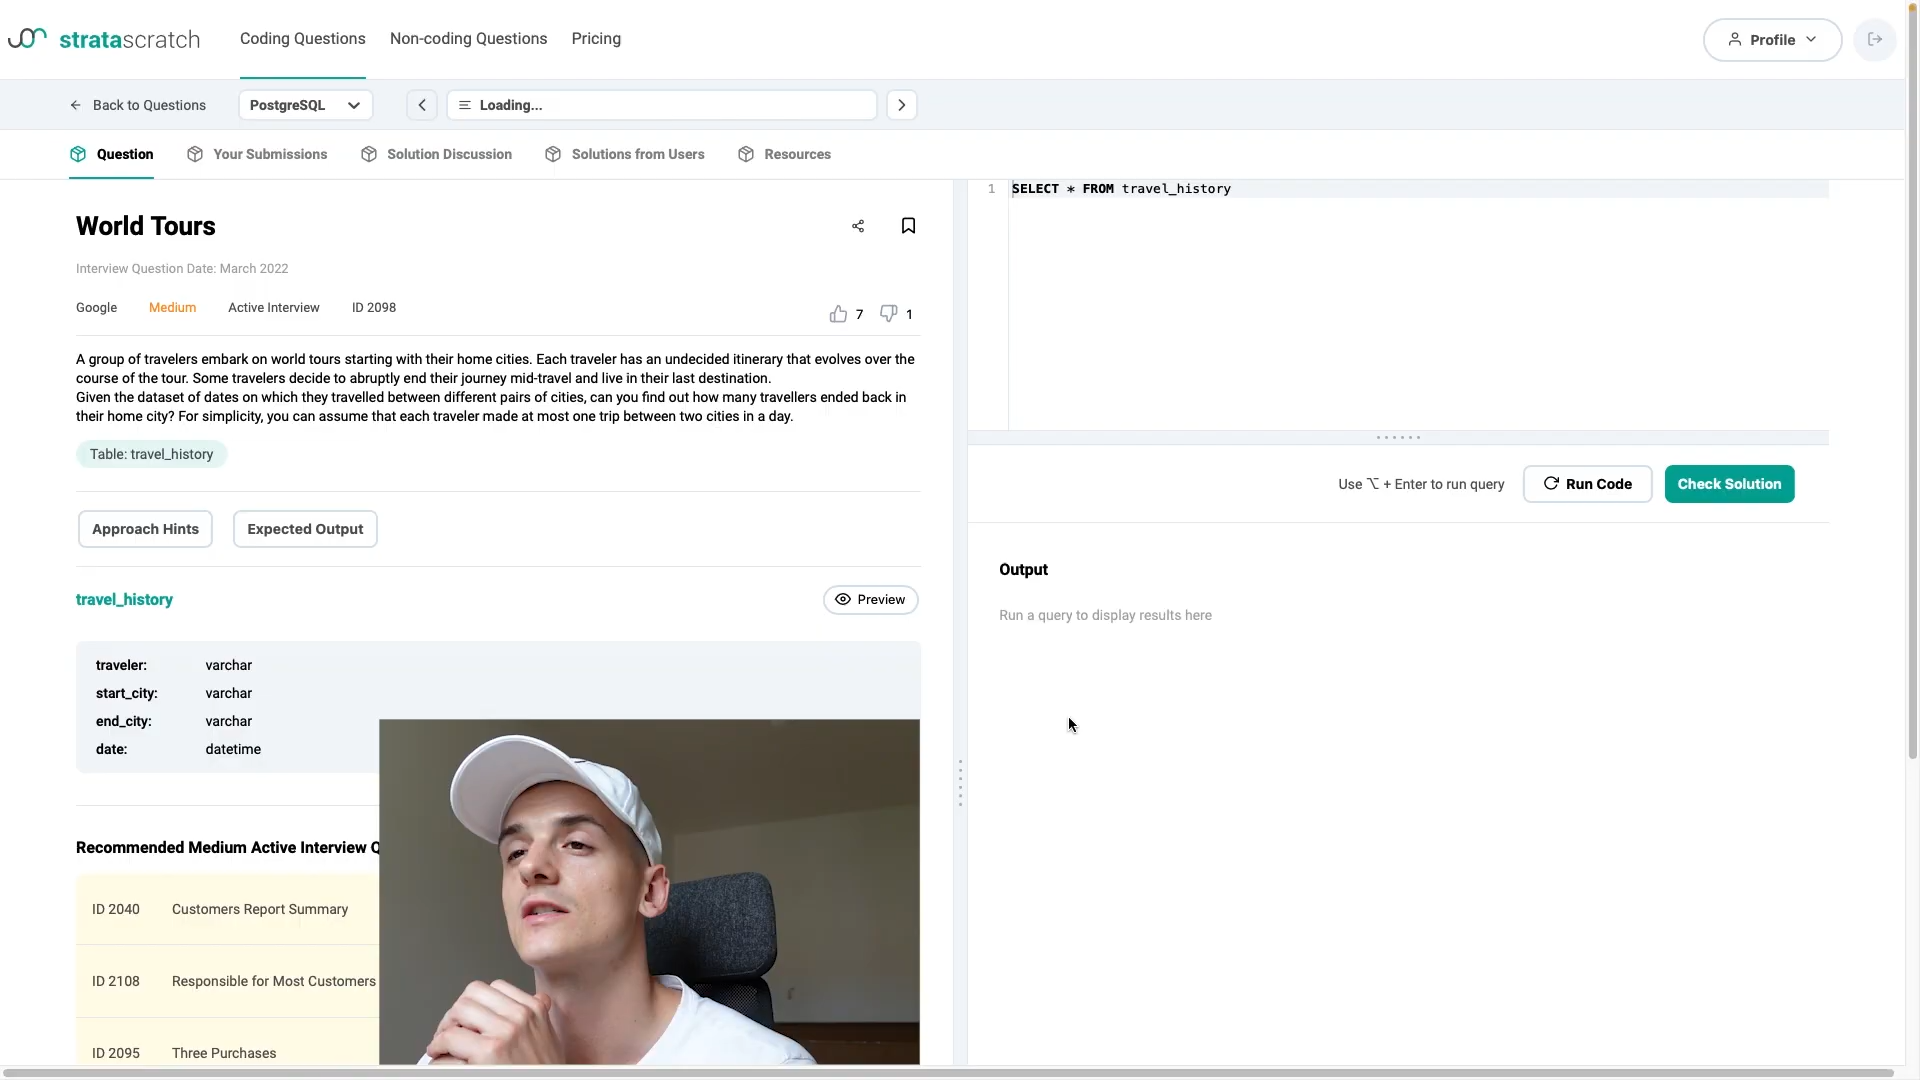 stratascratch
Coding Questions
Non-coding Questions
Pricing
Profile
Back to Questions
PostgreSQL
Loading...
Question
Your Submissions
Solution Discussion
Solutions from Users
Resources
World Tours
Interview Question Date: March 2022
Google
Medium
Active Interview
ID 2098
7
1
A group of travelers embark on world tours starting with their home cities. Each traveler has an undecided itinerary that evolves over the
course of the tour. Some travelers decide to abruptly end their journey mid-travel and live in their last destination.
Given the dataset of dates on which they travelled between different pairs of cities, can you find out how many travellers ended back in
their home city? For simplicity, you can assume that each traveler made at most one trip between two cities in a day.
Table: travel_history
Approach Hints
Expected Output
travel_history
Preview
traveler: varchar
start_city: varchar
end_city: varchar
date: datetime
Recommended Medium Active Interview Q
ID 2040 Customers Report Summary
ID 2108 Responsible for Most Customers
ID 2095 Three Purchases
1 SELECT * FROM travel_history
Use ⌥ + Enter to run query
Run Code
Check Solution
Output
Run a query to display results here